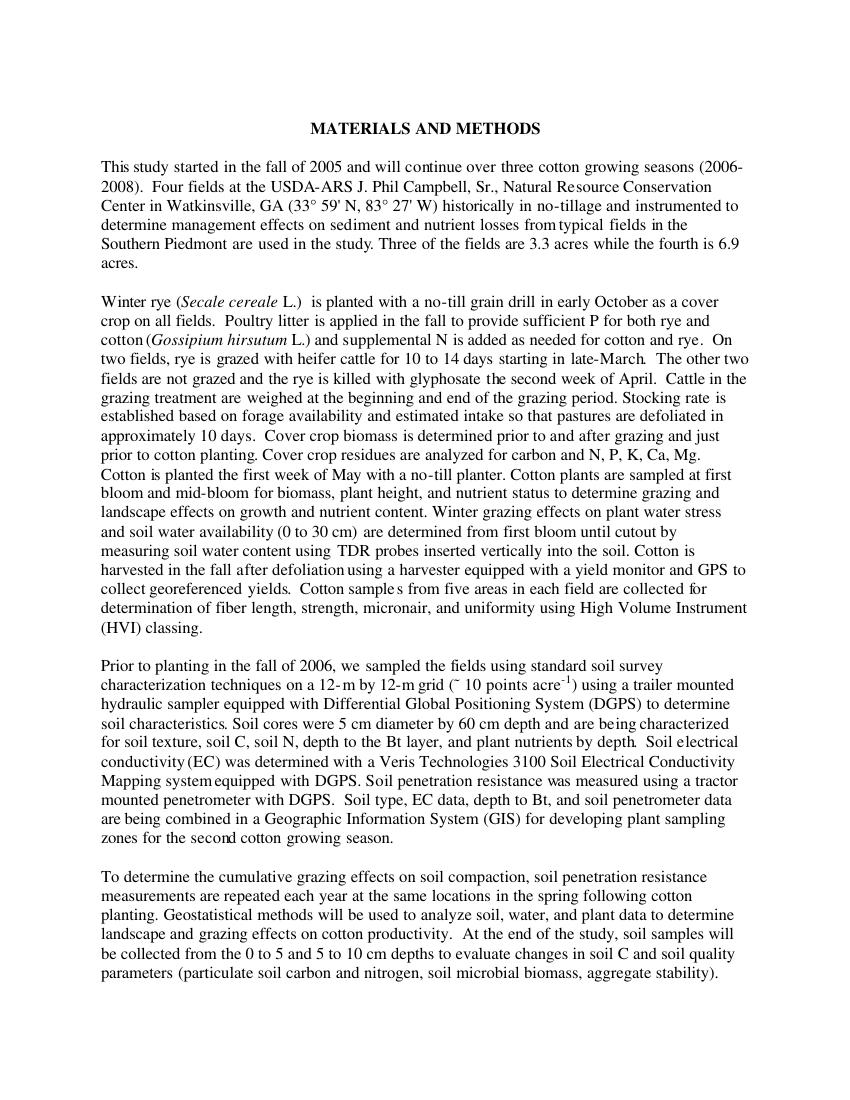 MATERIALS AND METHODS
This study started in the fall of 2005 and will continue over three cotton growing seasons (2006-
2008). Four fields at the USDA-ARS J. Phil Campbell, Sr., Natural Resource Conservation
Center in Watkinsville, GA (33° 59' N, 83° 27' W) historically in no-tillage and instrumented to
determine management effects on sediment and nutrient losses from typical fields in the
Southern Piedmont are used in the study. Three of the fields are 3.3 acres while the fourth is 6.9
acres.
Winter rye (Secale cereale L.) is planted with a no-till grain drill in early October as a cover
crop on all fields. Poultry litter is applied in the fall to provide sufficient P for both rye and
cotton (Gossipium hirsutum L.) and supplemental N is added as needed for cotton and rye. On
two fields, rye is grazed with heifer cattle for 10 to 14 days starting in late-March. The other two
fields are not grazed and the rye is killed with glyphosate the second week of April. Cattle in the
grazing treatment are weighed at the beginning and end of the grazing period. Stocking rate is
established based on forage availability and estimated intake so that pastures are defoliated in
approximately 10 days. Cover crop biomass is determined prior to and after grazing and just
prior to cotton planting. Cover crop residues are analyzed for carbon and N, P, K, Ca, Mg.
Cotton is planted the first week of May with a no-till planter. Cotton plants are sampled at first
bloom and mid-bloom for biomass, plant height, and nutrient status to determine grazing and
landscape effects on growth and nutrient content. Winter grazing effects on plant water stress
and soil water availability (0 to 30 cm) are determined from first bloom until cutout by
measuring soil water content using TDR probes inserted vertically into the soil. Cotton is
harvested in the fall after defoliation using a harvester equipped with a yield monitor and GPS to
collect georeferenced yields. Cotton samples from five areas in each field are collected for
determination of fiber length, strength, micronair, and uniformity using High Volume Instrument
(HVI) classing.
Prior to planting in the fall of 2006, we sampled the fields using standard soil survey
characterization techniques on a 12-m by 12-m grid (~ 10 points acre⁻¹) using a trailer mounted
hydraulic sampler equipped with Differential Global Positioning System (DGPS) to determine
soil characteristics. Soil cores were 5 cm diameter by 60 cm depth and are being characterized
for soil texture, soil C, soil N, depth to the Bt layer, and plant nutrients by depth. Soil electrical
conductivity (EC) was determined with a Veris Technologies 3100 Soil Electrical Conductivity
Mapping system equipped with DGPS. Soil penetration resistance was measured using a tractor
mounted penetrometer with DGPS. Soil type, EC data, depth to Bt, and soil penetrometer data
are being combined in a Geographic Information System (GIS) for developing plant sampling
zones for the second cotton growing season.
To determine the cumulative grazing effects on soil compaction, soil penetration resistance
measurements are repeated each year at the same locations in the spring following cotton
planting. Geostatistical methods will be used to analyze soil, water, and plant data to determine
landscape and grazing effects on cotton productivity. At the end of the study, soil samples will
be collected from the 0 to 5 and 5 to 10 cm depths to evaluate changes in soil C and soil quality
parameters (particulate soil carbon and nitrogen, soil microbial biomass, aggregate stability).